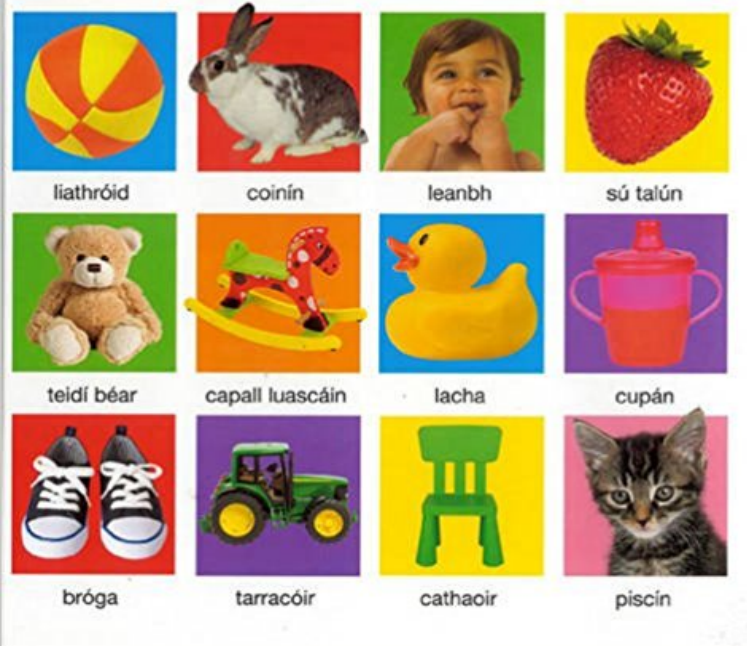 liathróid
coinín
leanbh
sú talún
teidí béar
capall luascáin
lacha
cupán
bróga
tarracóir
cathaoir
piscín